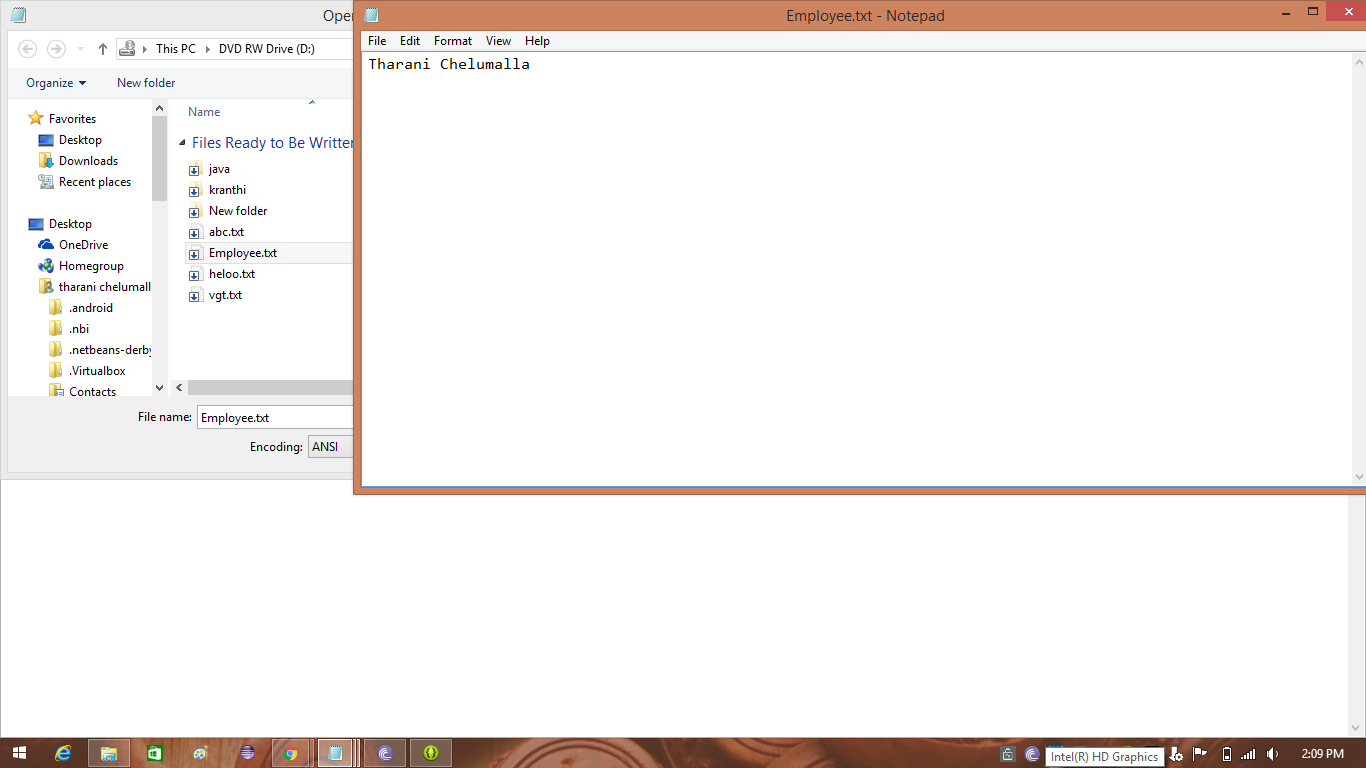 Open
This PC
DVD RW Drive (D:)
Organize
New folder
Favorites
Desktop
Downloads
Recent places
Desktop
OneDrive
Homegroup
tharani chelumall
.android
.nbi
.netbeans-derby
.Virtualbox
Contacts
Name
Files Ready to Be Written
java
kranthi
New folder
abc.txt
Employee.txt
heloo.txt
vgt.txt
File name: Employee.txt
Encoding: ANSI
Employee.txt - Notepad
File Edit Format View Help
Tharani Chelumalla
Intel(R) HD Graphics
2:09 PM